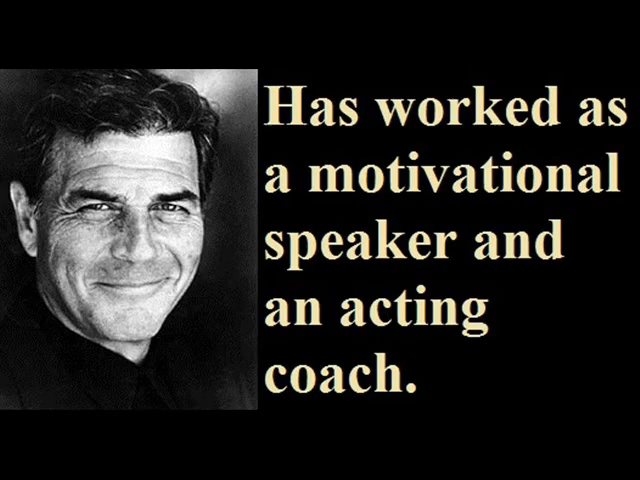 Has worked as
a motivational
speaker and
an acting
coach.